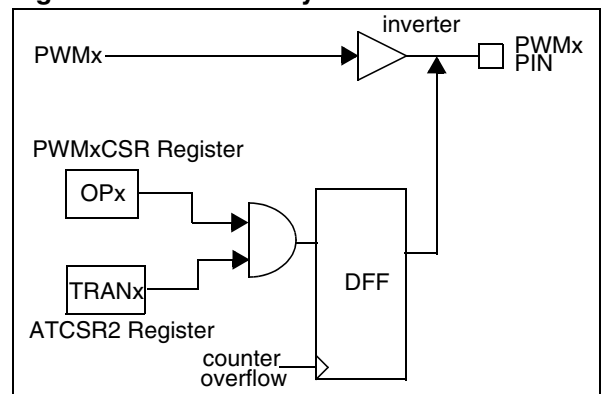 inverter
PWMx
PWMx
PIN
PWMxCSR Register
OPx
TRANx
DFF
ATCSR2 Register
counter
overflow